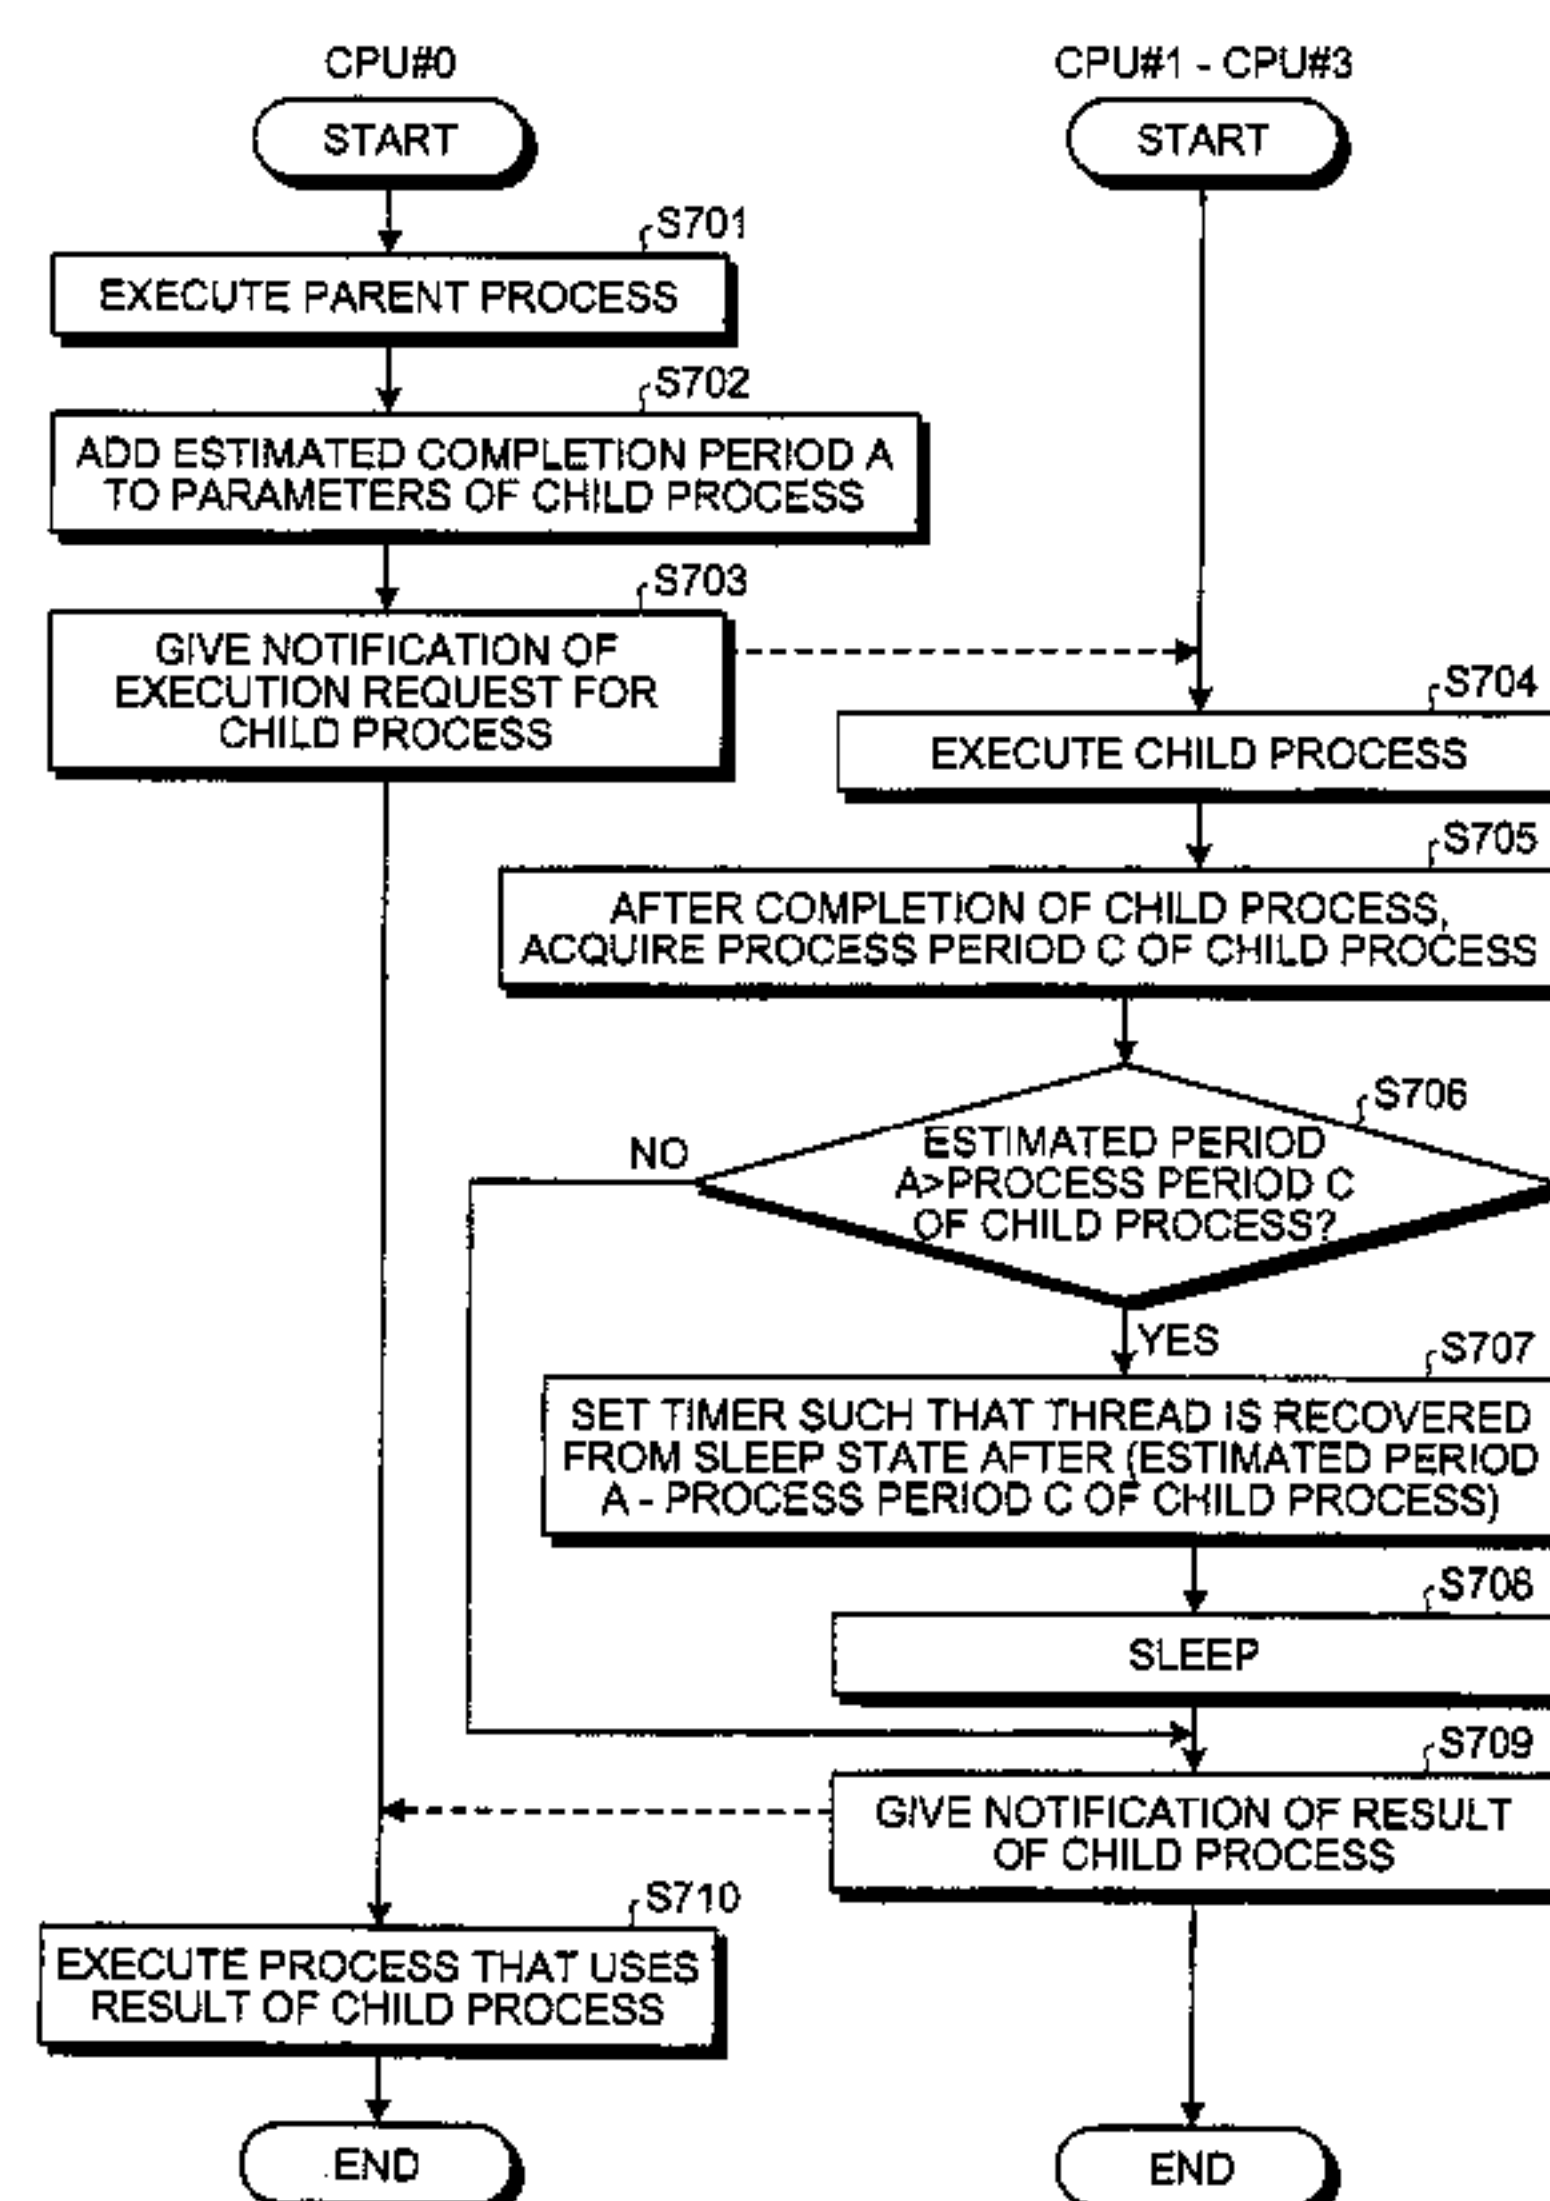 CPU#0
START
S701
EXECUTE PARENT PROCESS
S702
ADD ESTIMATED COMPLETION PERIOD A
TO PARAMETERS OF CHILD PROCESS
S703
GIVE NOTIFICATION OF
EXECUTION REQUEST FOR
CHILD PROCESS
CPU#1 - CPU#3
START
S704
EXECUTE CHILD PROCESS
S705
AFTER COMPLETION OF CHILD PROCESS,
ACQUIRE PROCESS PERIOD C OF CHILD PROCESS
S706
ESTIMATED PERIOD
A>PROCESS PERIOD C
OF CHILD PROCESS?
NO
YES
S707
SET TIMER SUCH THAT THREAD IS RECOVERED
FROM SLEEP STATE AFTER (ESTIMATED PERIOD
A - PROCESS PERIOD C OF CHILD PROCESS)
S708
SLEEP
S709
GIVE NOTIFICATION OF RESULT
OF CHILD PROCESS
S710
EXECUTE PROCESS THAT USES
RESULT OF CHILD PROCESS
END
END